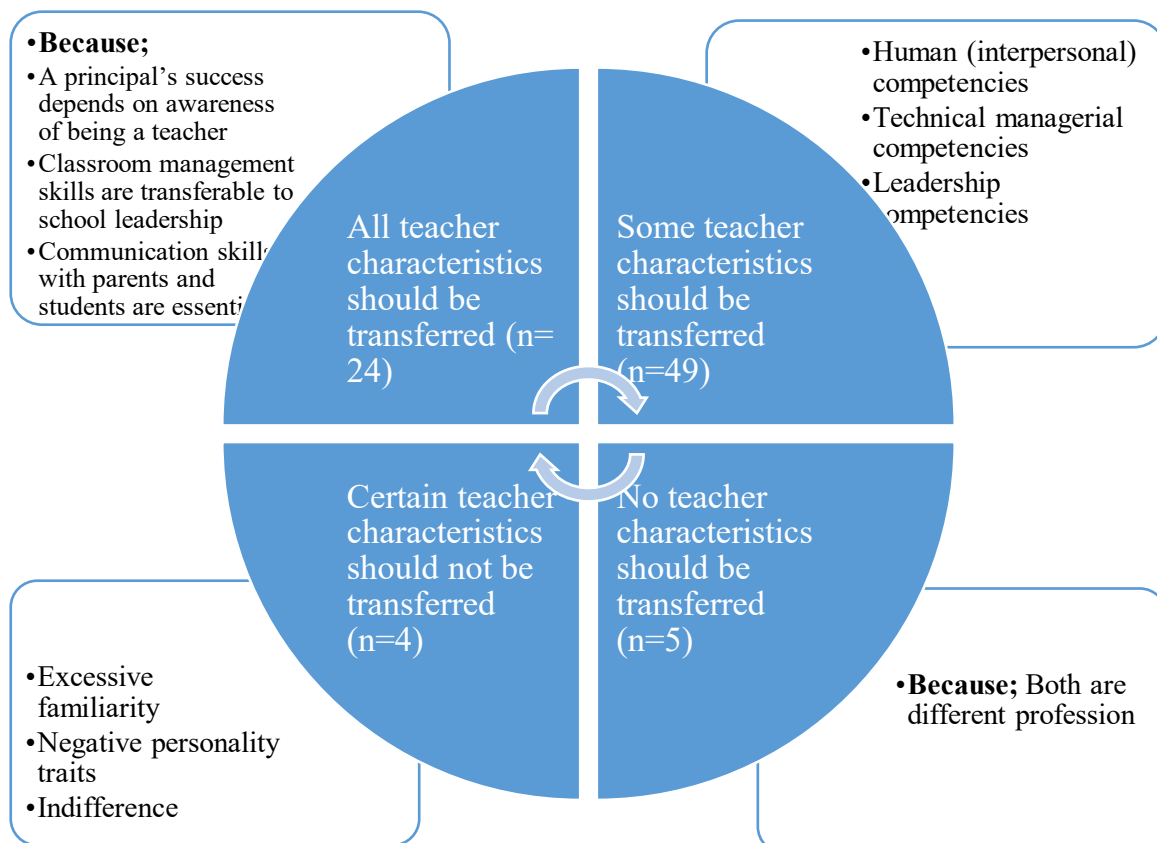 •Because;
•A principal's success
depends on awareness
of being a teacher
•Classroom management
skills are transferable to
school leadership
•Communication skills
with parents and
students are essenti
•Human (interpersonal)
competencies
•Technical managerial
competencies
•Leadership
ompetencies
All teacher
characteristics
should be
transferred (n=
24)
Some teacher
characteristics
should be
transferred
(n=49)
Certain teacher
characteristics
should not be
transferred
(n=4)
No teacher
characteristics
should be
transferred
(n=5)
•Excessive
familiarity
•Negative personality
traits
•Indifference
•Because; Both are
different profession